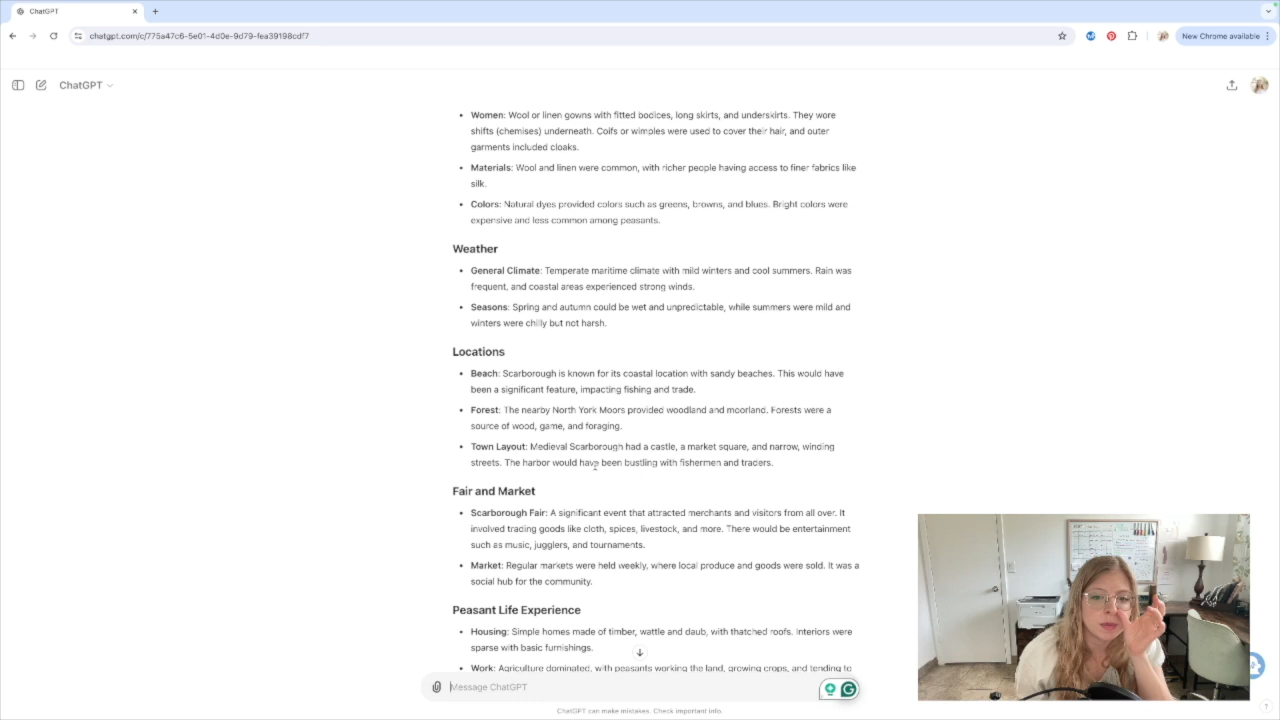 ChatGPT
chatgpt.com/c/775a47c6-5e01-4d0e-9d79-fea39198cdf7
New Chrome available
ChatGPT
Women: Wool or linen gowns with fitted bodices, long skirts, and underskirts. They wore
shifts (chemises) underneath. Coifs or wimples were used to cover their hair, and outer
garments included cloaks.
Materials: Wool and linen were common, with richer people having access to finer fabrics like
silk.
Colors: Natural dyes provided colors such as greens, browns, and blues. Bright colors were
expensive and less common among peasants.
Weather
General Climate: Temperate maritime climate with mild winters and cool summers. Rain was
frequent, and coastal areas experienced strong winds.
Seasons: Spring and autumn could be wet and unpredictable, while summers were mild and
winters were chilly but not harsh.
Locations
Beach: Scarborough is known for its coastal location with sandy beaches. This would have
been a significant feature, impacting fishing and trade.
Forest: The nearby North York Moors provided woodland and moorland. Forests were a
source of wood, game, and foraging.
Town Layout: Medieval Scarborough had a castle, a market square, and narrow, winding
streets. The harbor would have been bustling with fishermen and traders.
Fair and Market
Scarborough Fair: A significant event that attracted merchants and visitors from all over. It
involved trading goods like cloth, spices, livestock, and more. There would be entertainment
such as music, jugglers, and tournaments.
Market: Regular markets were held weekly, where local produce and goods were sold. It was a
social hub for the community.
Peasant Life Experience
Housing: Simple homes made of timber, wattle and daub, with thatched roofs. Interiors were
sparse with basic furnishings.
Work: Agriculture dominated, with peasants working the land, growing crops, and tending to
Message ChatGPT
ChatGPT can make mistakes. Check important info.
?